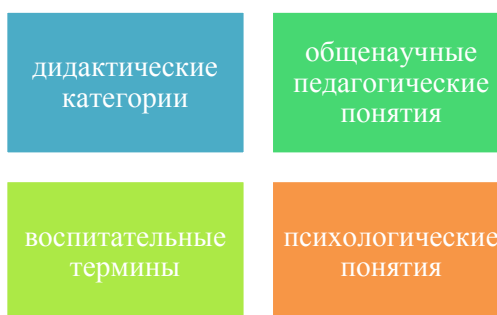 дидактические
категории
общенаучные
педагогические
понятия
воспитательные
термины
психологические
понятия